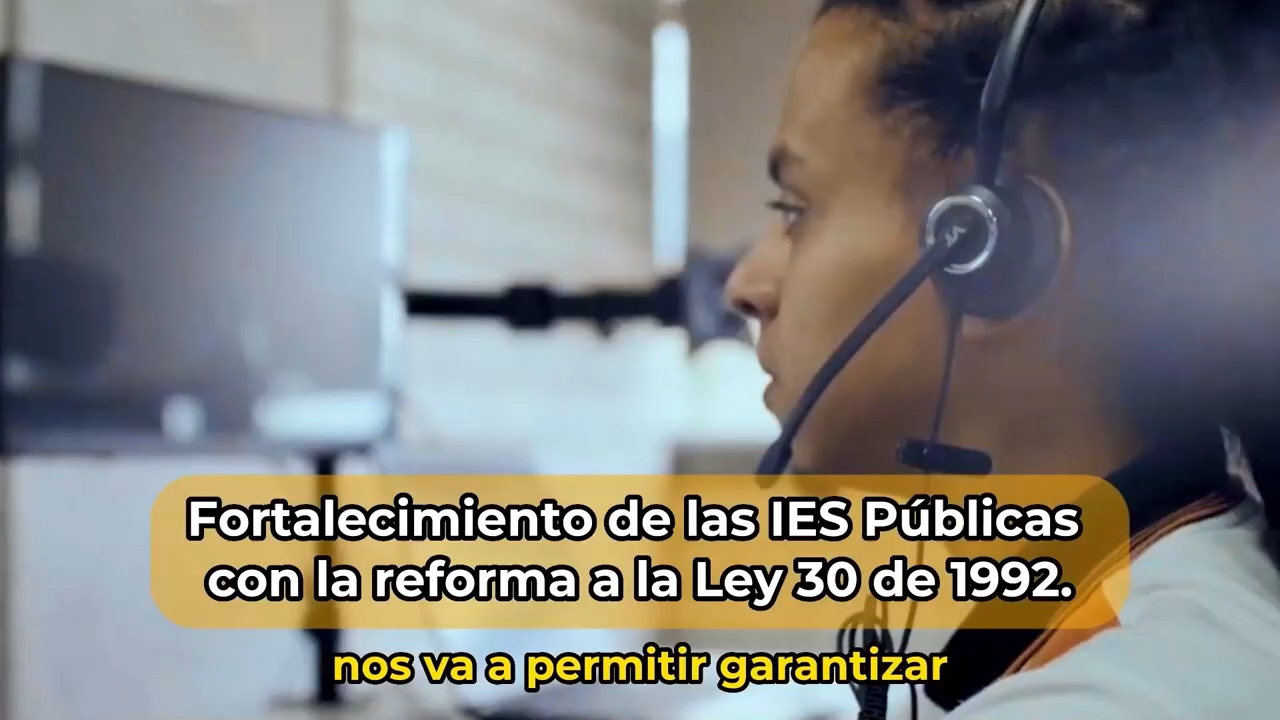 Fortalecimiento de las IES Públicas
con la reforma a la Ley 30 de 1992.
nos va a permitir garantizar